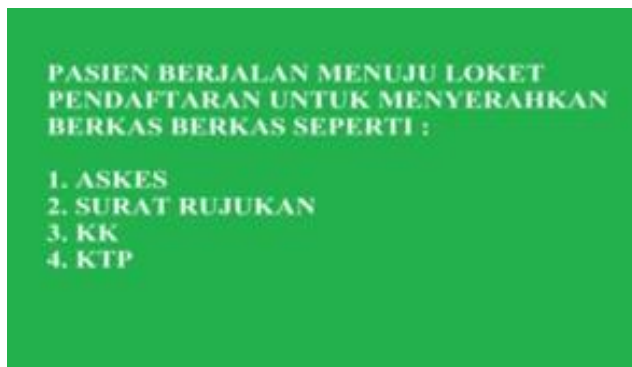 PASIEN BERJALAN MENUJU LOKET
PENDAFTARAN UNTUK MENYERAHKAN
BERKAS BERKAS SEPERTI :
1. ASKES
2. SURAT RUJUKAN
3. KK
4. KTP